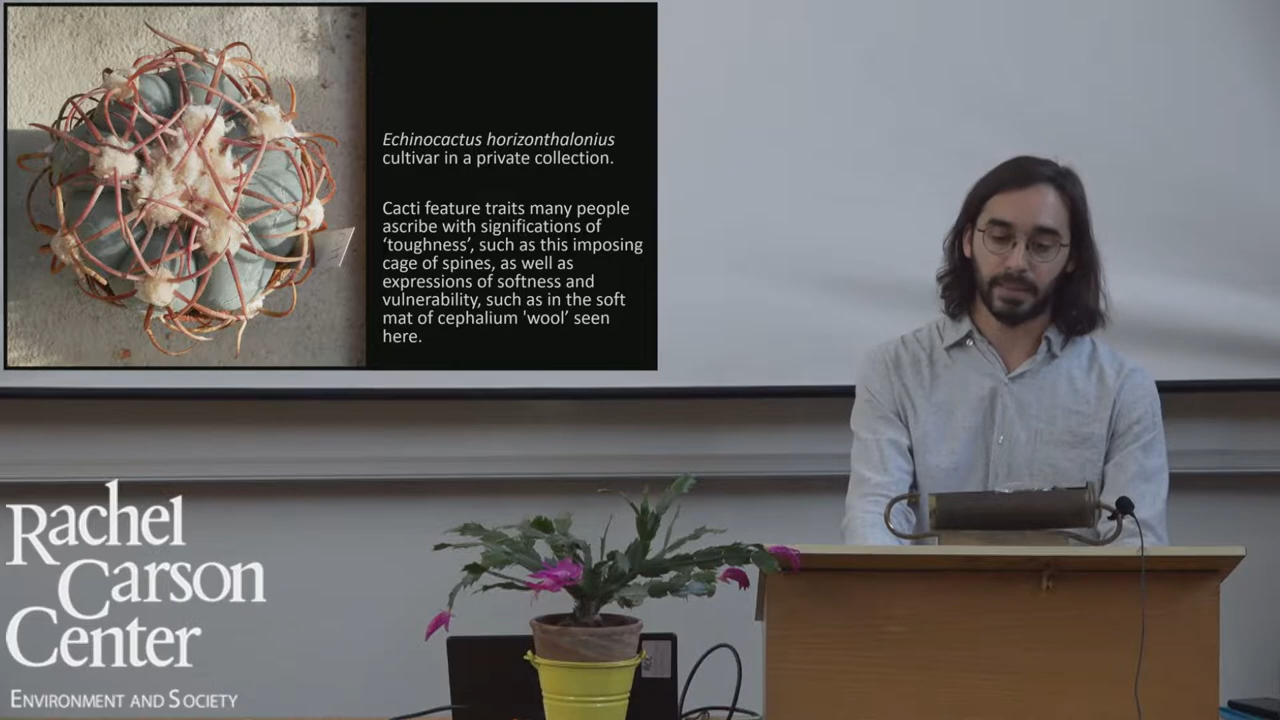 Echinocactus horizonthalonius
cultivar in a private collection.
Cacti feature traits many people
ascribe with significations of
‘toughness’, such as this imposing
cage of spines, as well as
expressions of softness and
vulnerability, such as in the soft
mat of cephalium 'wool’ seen
here.
Rachel
Carson
Center
ENVIRONMENT AND SOCIETY